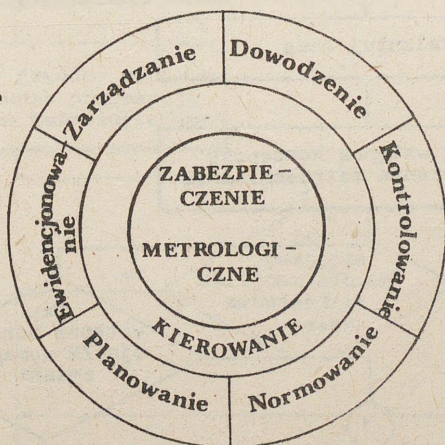 Zarządzanie
Dowodzenie
Kontrolowanie
Normowanie
Planowanie
Ewidencjonowa-
nie
ZABEZPIE-
CZENIE
METROLOGI-
CZNE
KIEROWANIE